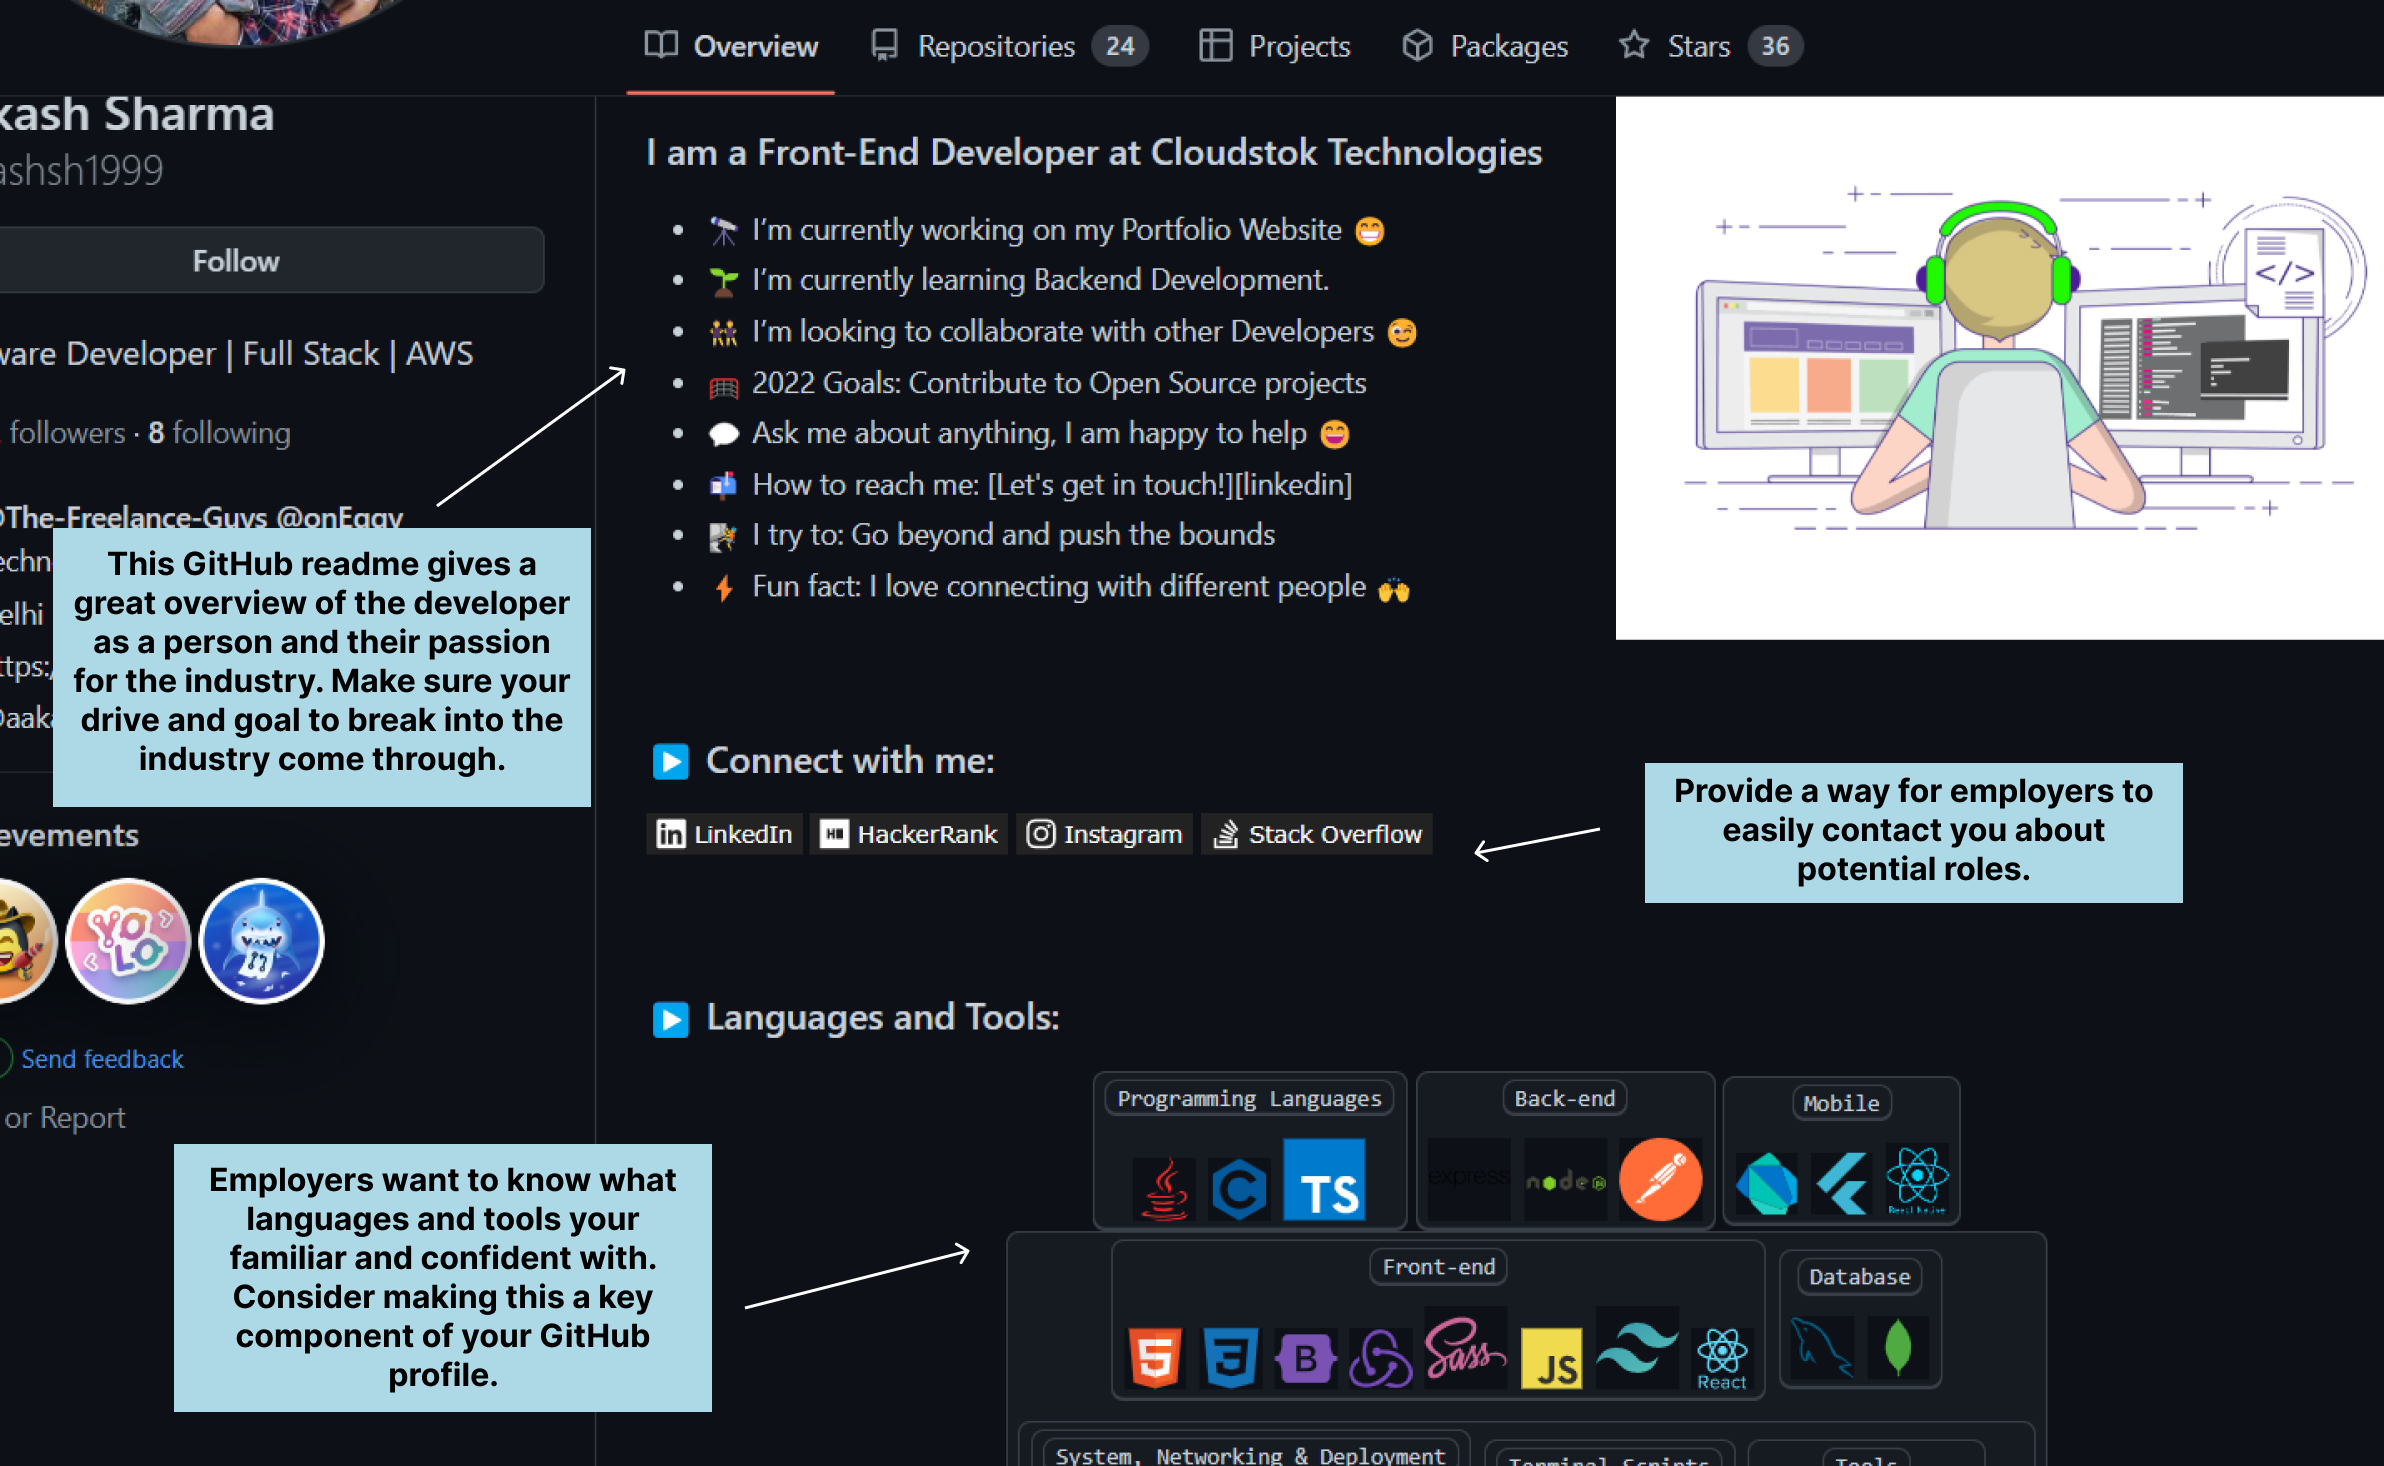 Overview
Repositories 24
Projects
Packages
Stars 36
kash Sharma
ashsh1999
Follow
ware Developer | Full Stack | AWS
followers · 8 following
The-Freelance-Guys @onEggy
echn
elhi
ttps:/
aak
This GitHub readme gives a
great overview of the developer
as a person and their passion
for the industry. Make sure your
drive and goal to break into the
industry come through.
evements
YOLO
Send feedback
or Report
I am a Front-End Developer at Cloudstok Technologies
• 🔭 I’m currently working on my Portfolio Website 😁
• 🌱 I’m currently learning Backend Development.
• 👯 I’m looking to collaborate with other Developers 😉
• 🥅 2022 Goals: Contribute to Open Source projects
• 💬 Ask me about anything, I am happy to help 😄
• 📬 How to reach me: [Let's get in touch!][linkedin]
• I try to: Go beyond and push the bounds
• ⚡ Fun fact: I love connecting with different people 🙌
</>
▶ Connect with me:
in LinkedIn
H HackerRank
Instagram
Stack Overflow
Provide a way for employers to
easily contact you about
potential roles.
▶ Languages and Tools:
Employers want to know what
languages and tools your
familiar and confident with.
Consider making this a key
component of your GitHub
profile.
Programming Languages
C
TS
Back-end
express
node
Mobile
React Native
Front-end
5
3
B
Sass
JS
React
Database
System, Networking & Deployment
Terminal Scripts
Tools